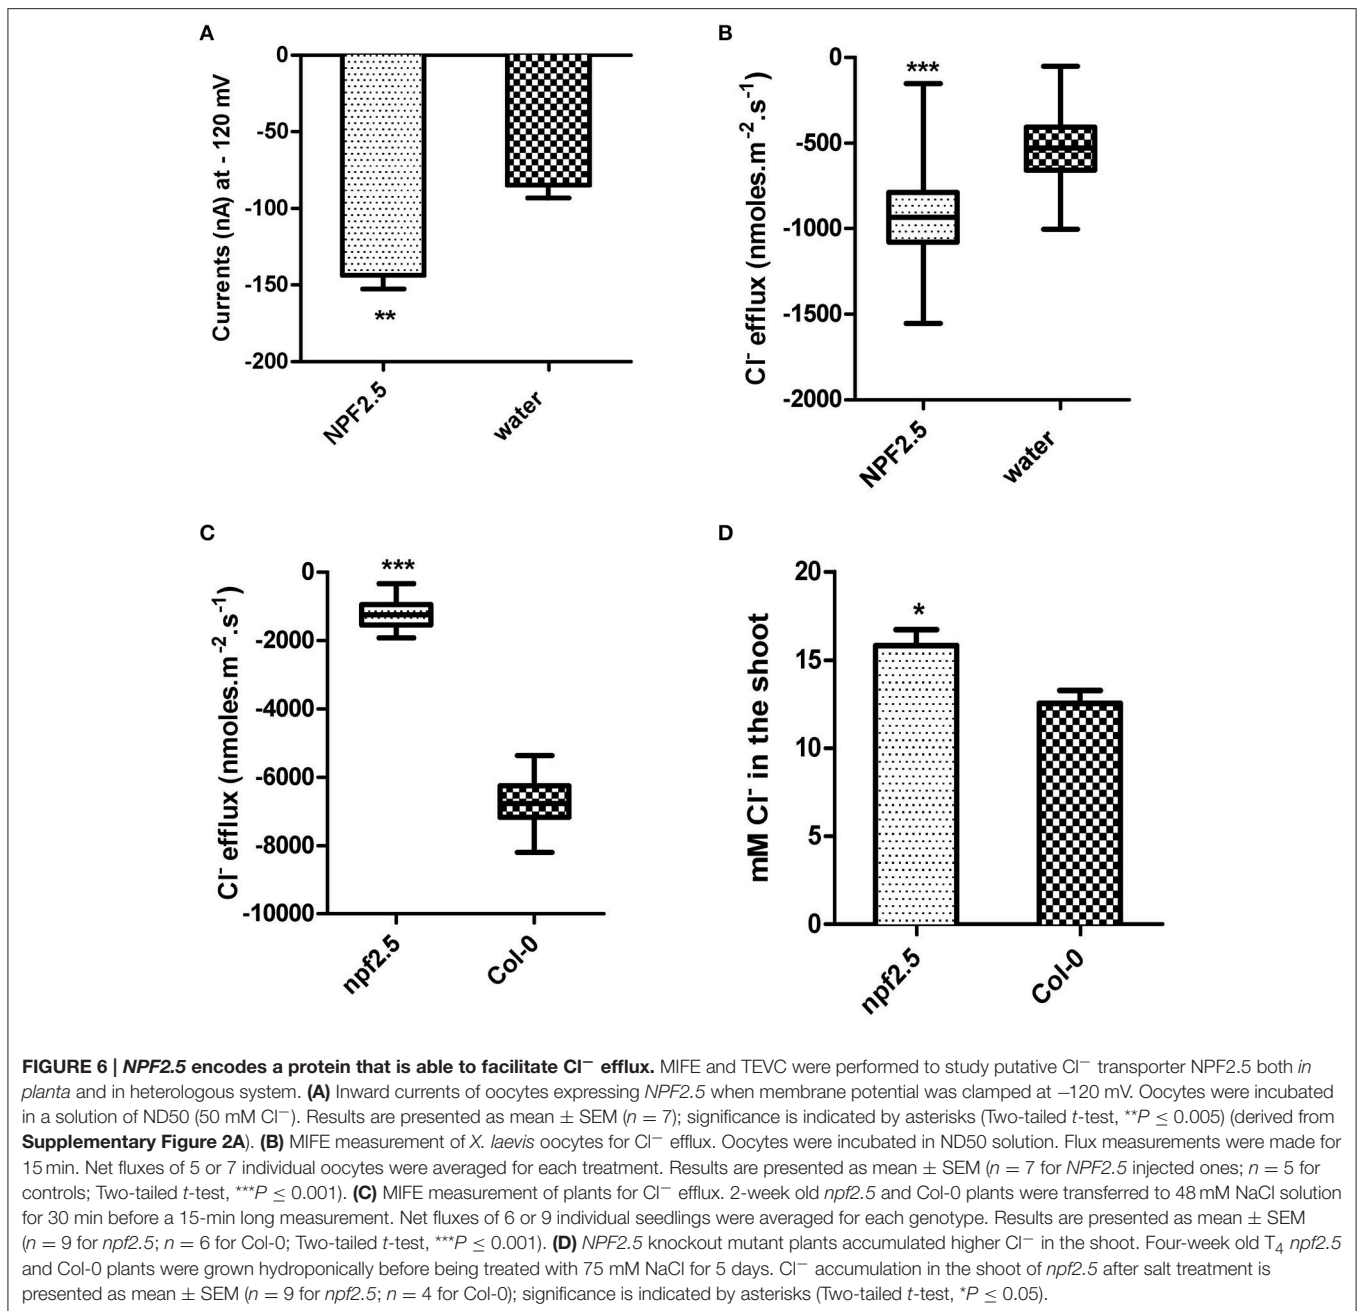 A
0
-50
-100
-150
-200
Currents (nA) at - 120 mV
**
NPF2.5
water
B
0
-500
-1000
-1500
-2000
Cl⁻ efflux (nmoles.m⁻².s⁻¹)
***
NPF2.5
water
C
0
-2000
-4000
-6000
-8000
-10000
Cl⁻ efflux (nmoles.m⁻².s⁻¹)
***
npf2.5
Col-0
D
20
15
10
5
0
mM Cl⁻ in the shoot
*
npf2.5
Col-0
FIGURE 6 | NPF2.5 encodes a protein that is able to facilitate Cl− efflux. MIFE and TEVC were performed to study putative Cl− transporter NPF2.5 both in
planta and in heterologous system. (A) Inward currents of oocytes expressing NPF2.5 when membrane potential was clamped at −120 mV. Oocytes were incubated
in a solution of ND50 (50 mM Cl−). Results are presented as mean ± SEM (n = 7); significance is indicated by asterisks (Two-tailed t-test, **P ≤ 0.005) (derived from
Supplementary Figure 2A). (B) MIFE measurement of X. laevis oocytes for Cl− efflux. Oocytes were incubated in ND50 solution. Flux measurements were made for
15 min. Net fluxes of 5 or 7 individual oocytes were averaged for each treatment. Results are presented as mean ± SEM (n = 7 for NPF2.5 injected ones; n = 5 for
controls; Two-tailed t-test, ***P ≤ 0.001). (C) MIFE measurement of plants for Cl− efflux. 2-week old npf2.5 and Col-0 plants were transferred to 48 mM NaCl solution
for 30 min before a 15-min long measurement. Net fluxes of 6 or 9 individual seedlings were averaged for each genotype. Results are presented as mean ± SEM
(n = 9 for npf2.5; n = 6 for Col-0; Two-tailed t-test, ***P ≤ 0.001). (D) NPF2.5 knockout mutant plants accumulated higher Cl− in the shoot. Four-week old T₄ npf2.5
and Col-0 plants were grown hydroponically before being treated with 75 mM NaCl for 5 days. Cl− accumulation in the shoot of npf2.5 after salt treatment is
presented as mean ± SEM (n = 9 for npf2.5; n = 4 for Col-0); significance is indicated by asterisks (Two-tailed t-test, *P ≤ 0.05).